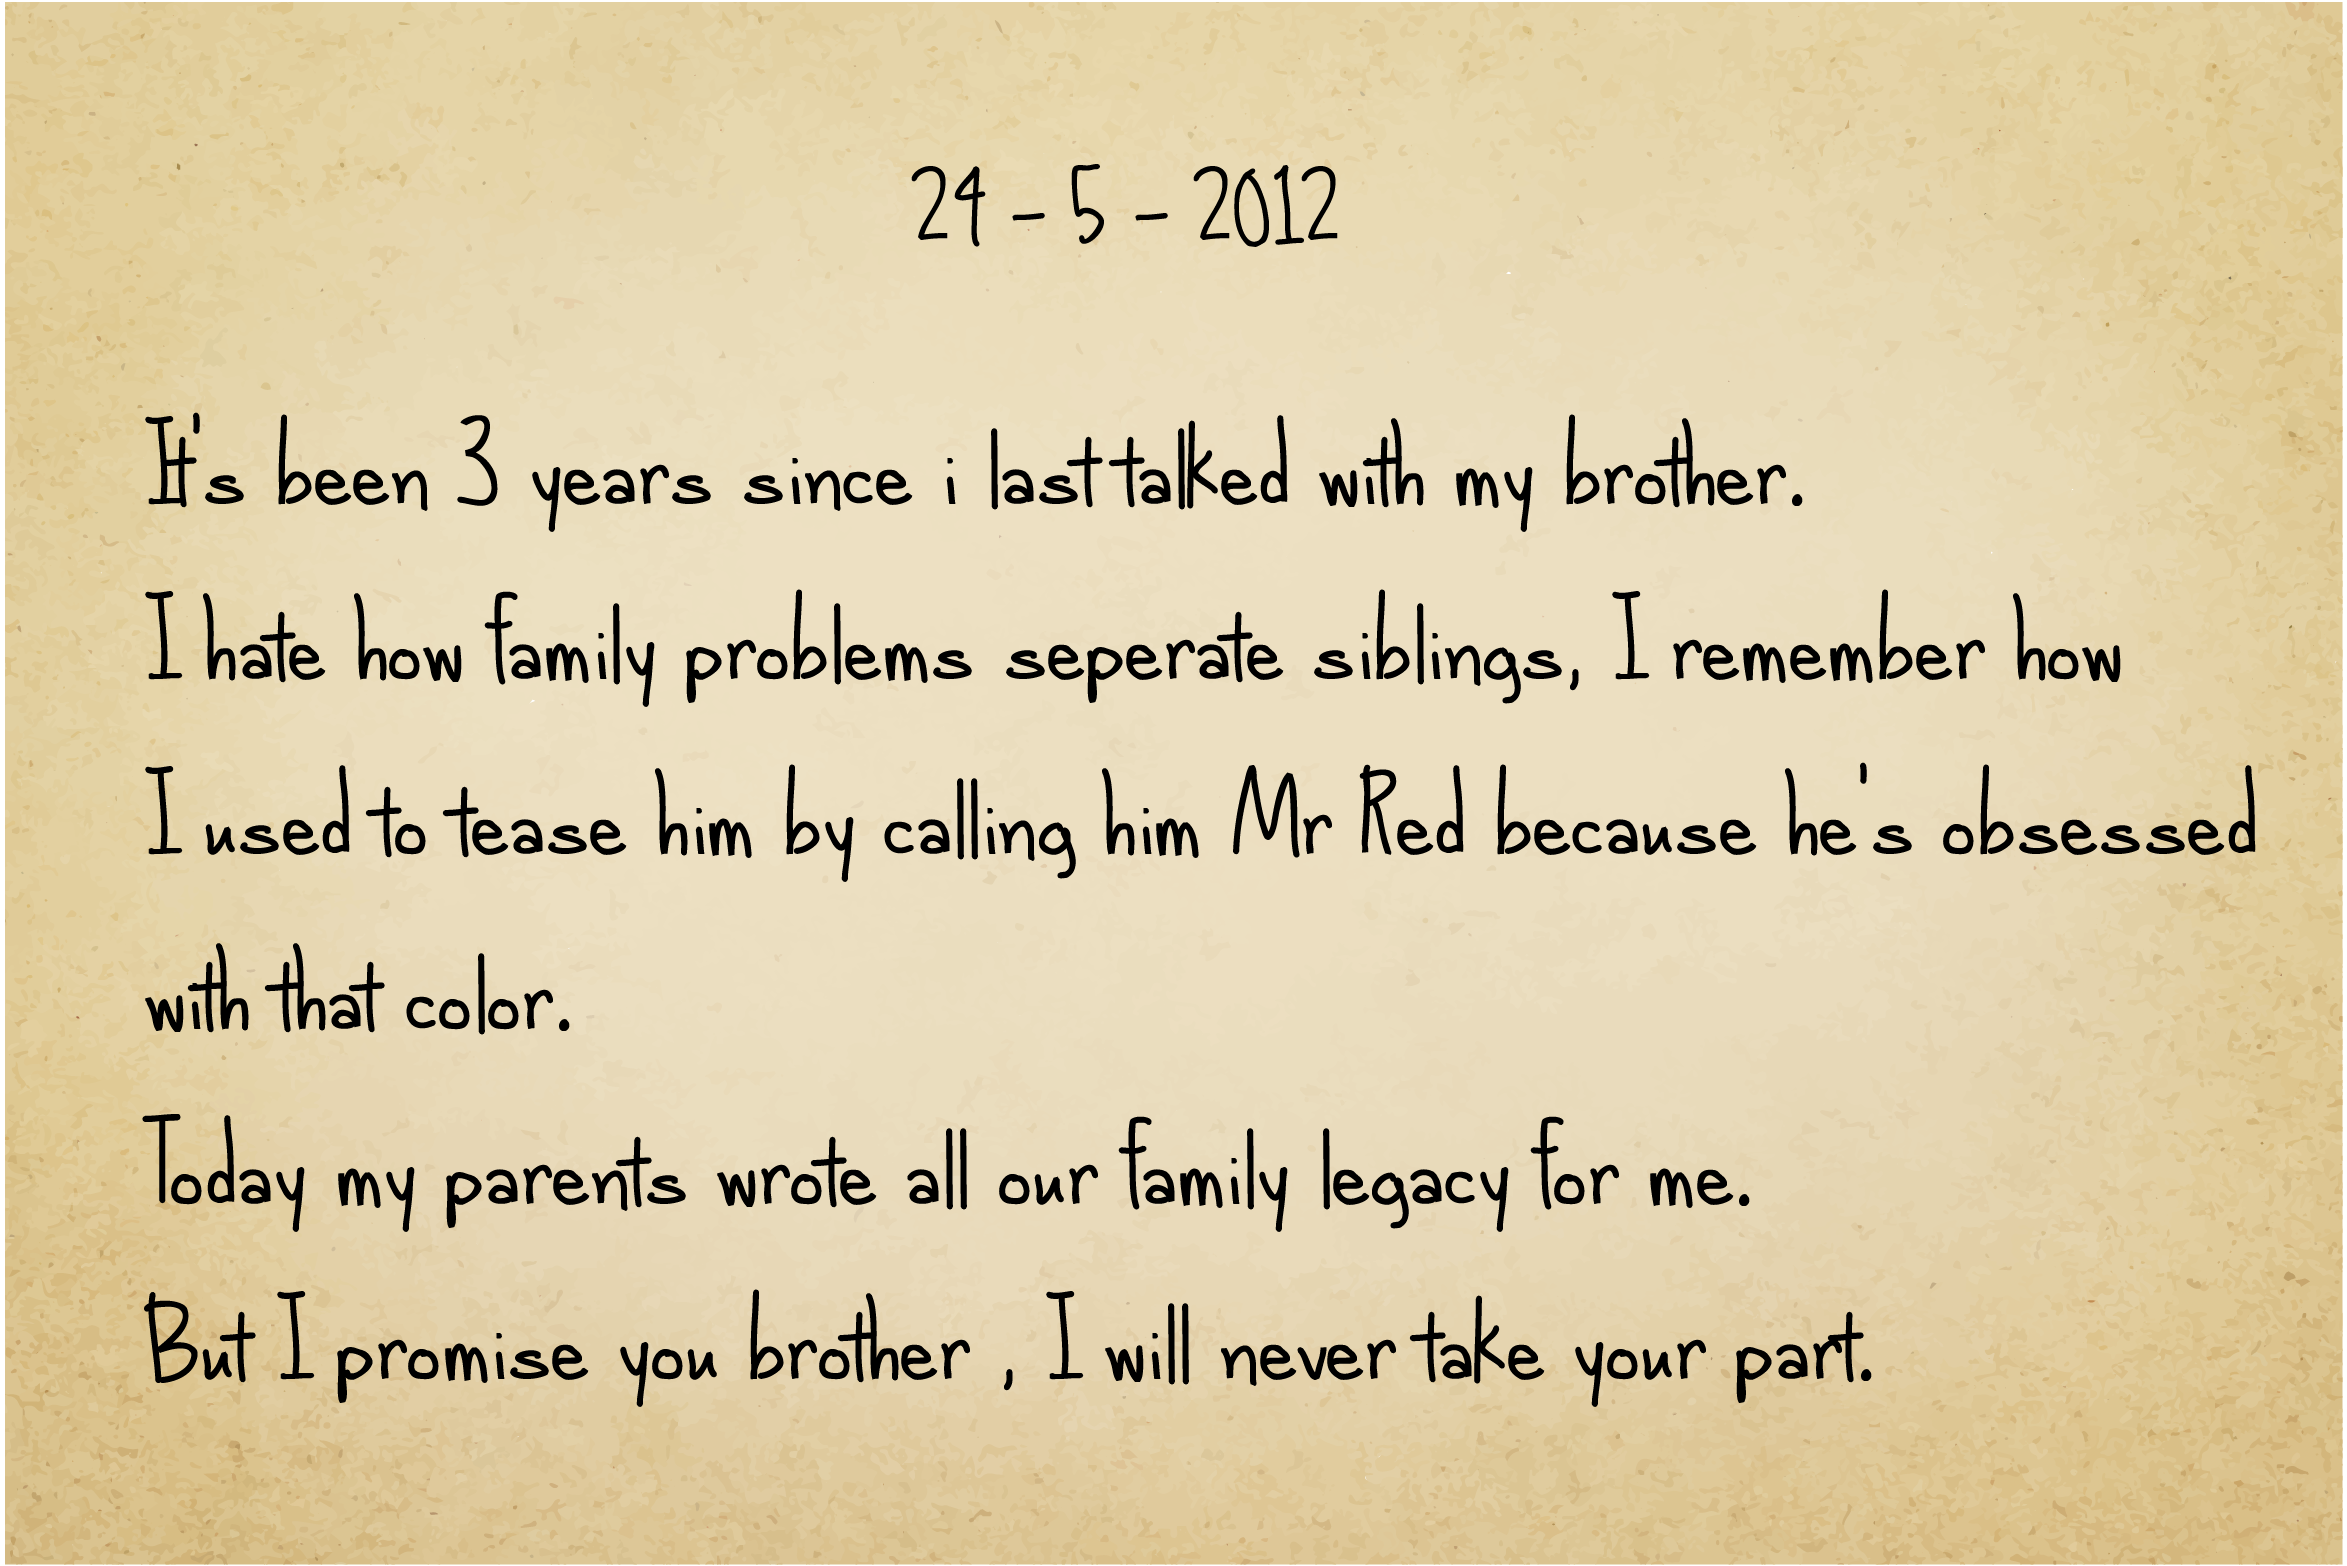 24 - 5 - 2012
It's been 3 years since i last talked with my brother.
I hate how family problems seperate siblings, I remember how
I used to tease him by calling him Mr Red because he's obsessed
with that color.
Today my parents wrote all our family legacy for me.
But I promise you brother , I will never take your part.